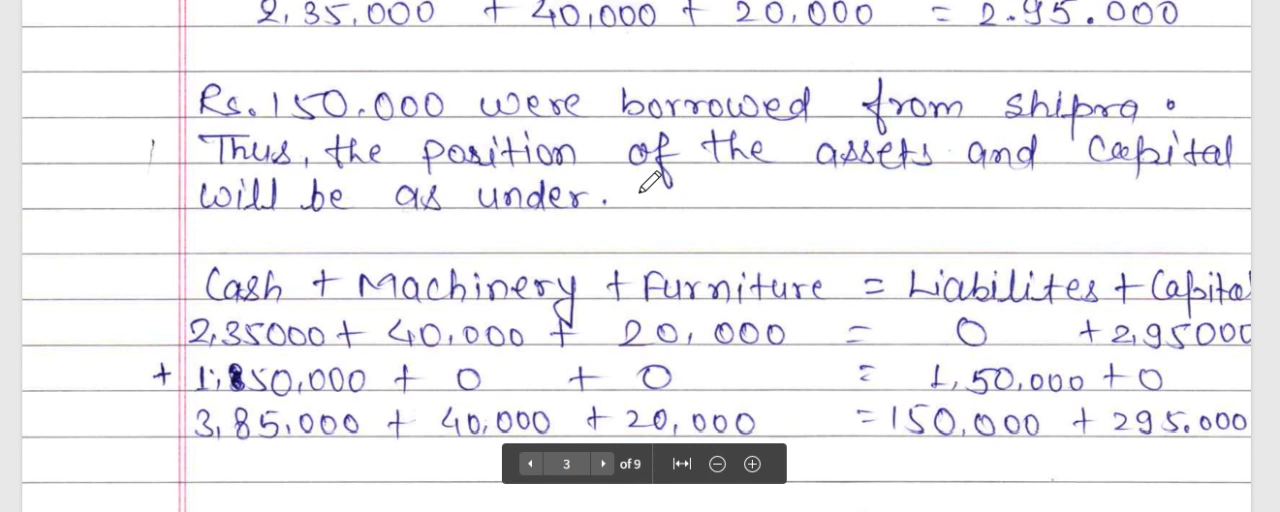 2,35,000 + 40,000 + 20,000 = 2.95.000
Rs.150.000 were borrowed from shipra.
Thus, the position of the assets and Capital
will be as under.
Cash + Machinery + Furniture = Liabilites + Capital
2,35000 + 40,000 + 20,000 = 0 + 2,95000
+ 1,50,000 + 0 + 0 = 1,50,000 + 0
3,85,000 + 40,000 + 20,000 = 150,000 + 295.000
3 of 9